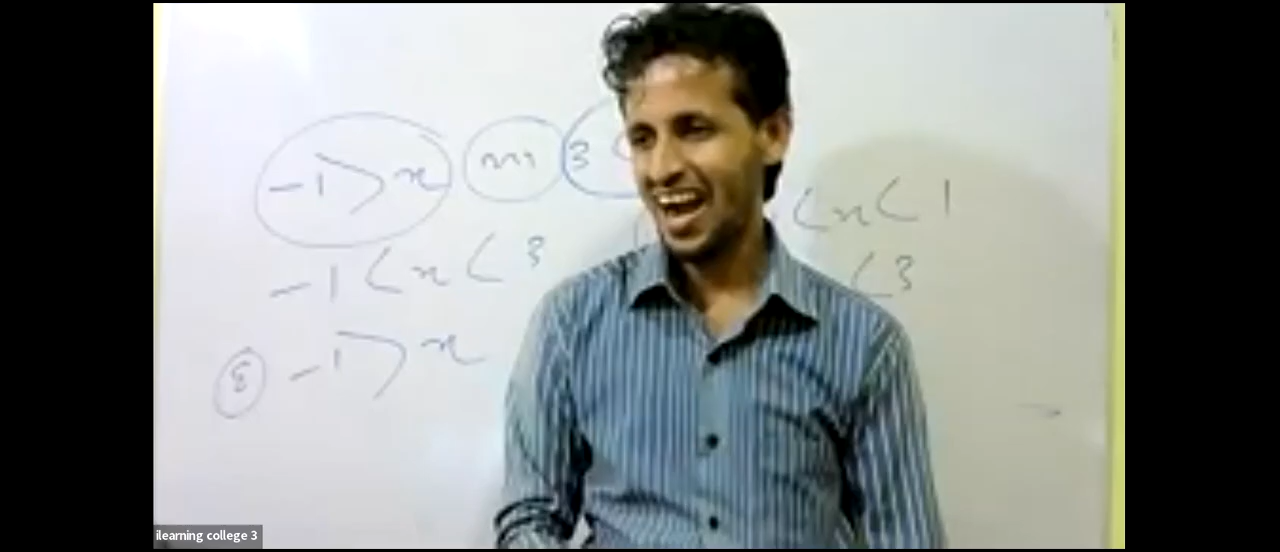 -1 > x m 3 <
< x < 1
-1 < x < 3
< 3
8 -1 > x
ilearning college 3